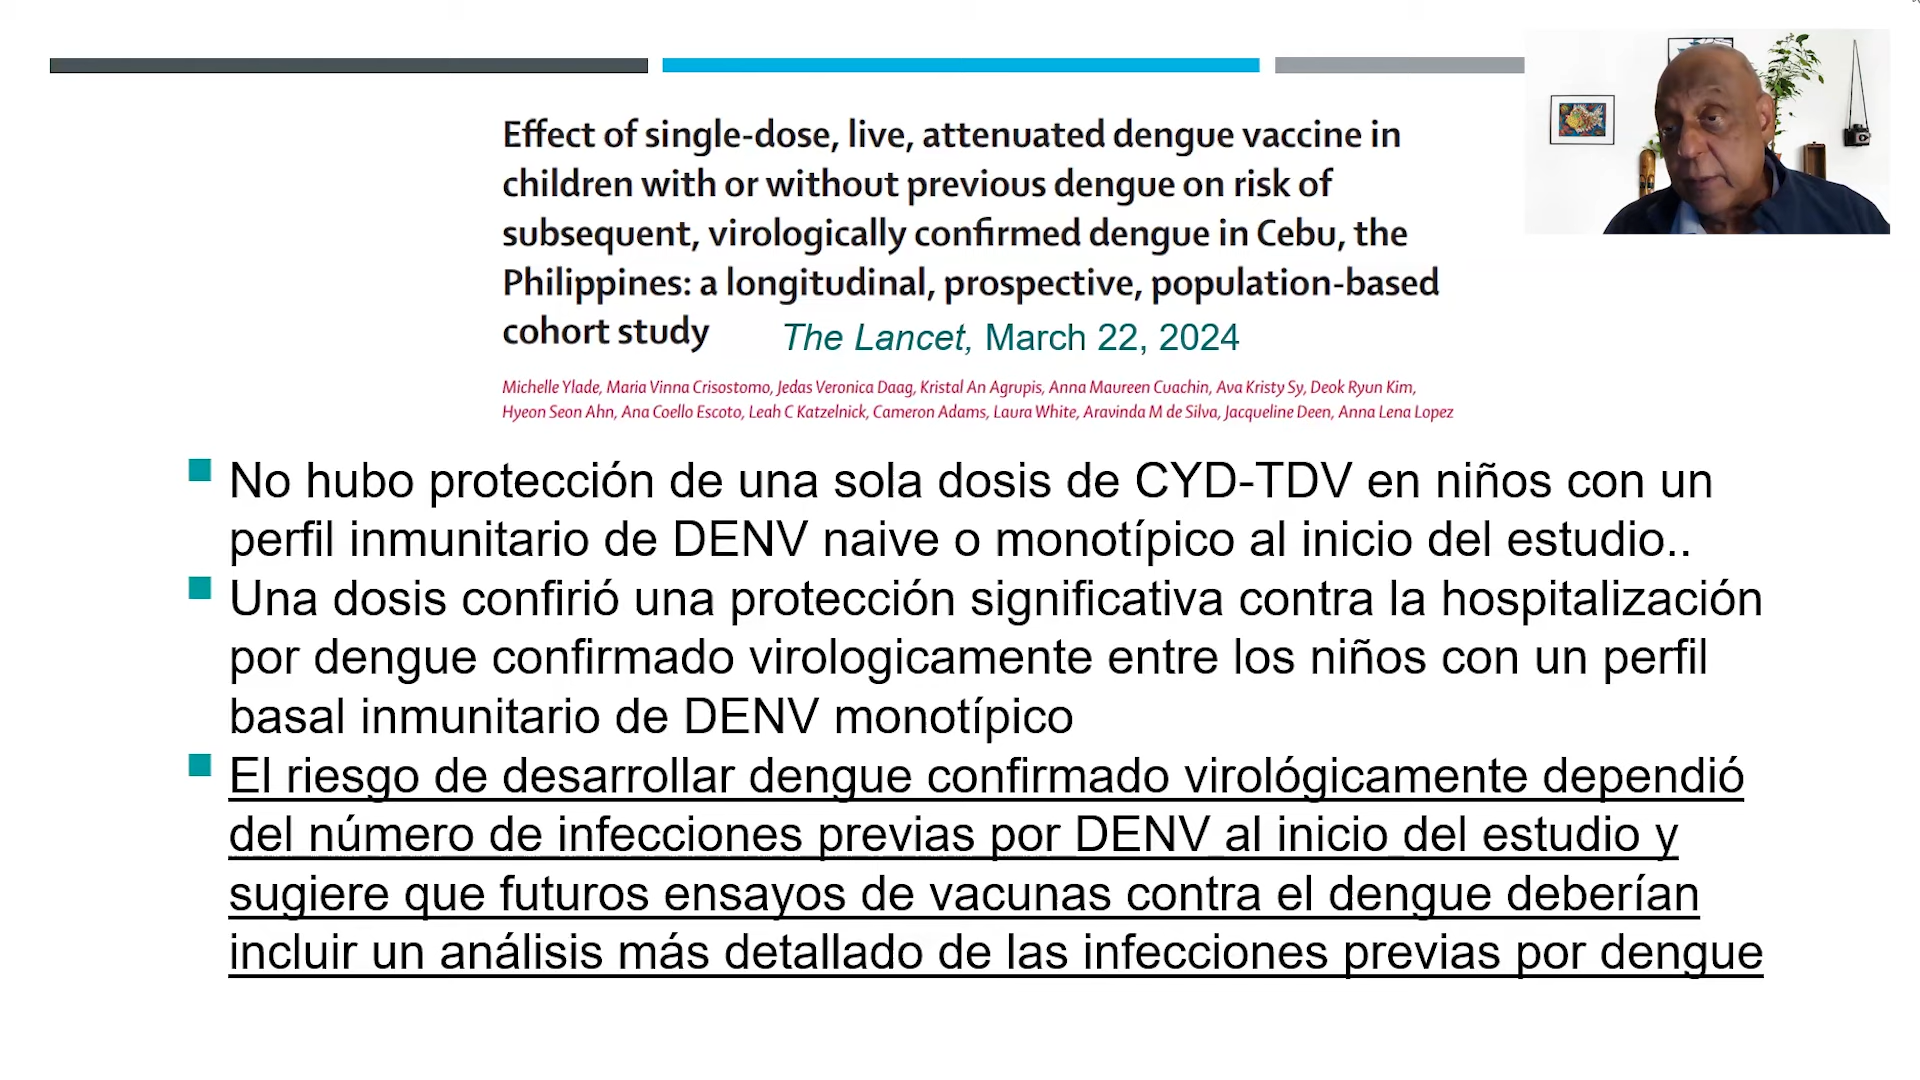 Effect of single-dose, live, attenuated dengue vaccine in
children with or without previous dengue on risk of
subsequent, virologically confirmed dengue in Cebu, the
Philippines: a longitudinal, prospective, population-based
cohort study The Lancet, March 22, 2024
Michelle Ylade, Maria Vinna Crisostomo, Jedas Veronica Daag, Kristal An Agrupis, Anna Maureen Cuachin, Ava Kristy Sy, Deok Ryun Kim,
Hyeon Seon Ahn, Ana Coello Escoto, Leah C Katzelnick, Cameron Adams, Laura White, Aravinda M de Silva, Jacqueline Deen, Anna Lena Lopez
No hubo protección de una sola dosis de CYD-TDV en niños con un
perfil inmunitario de DENV naive o monotípico al inicio del estudio..
Una dosis confirió una protección significativa contra la hospitalización
por dengue confirmado virologicamente entre los niños con un perfil
basal inmunitario de DENV monotípico
El riesgo de desarrollar dengue confirmado virológicamente dependió
del número de infecciones previas por DENV al inicio del estudio y
sugiere que futuros ensayos de vacunas contra el dengue deberían
incluir un análisis más detallado de las infecciones previas por dengue